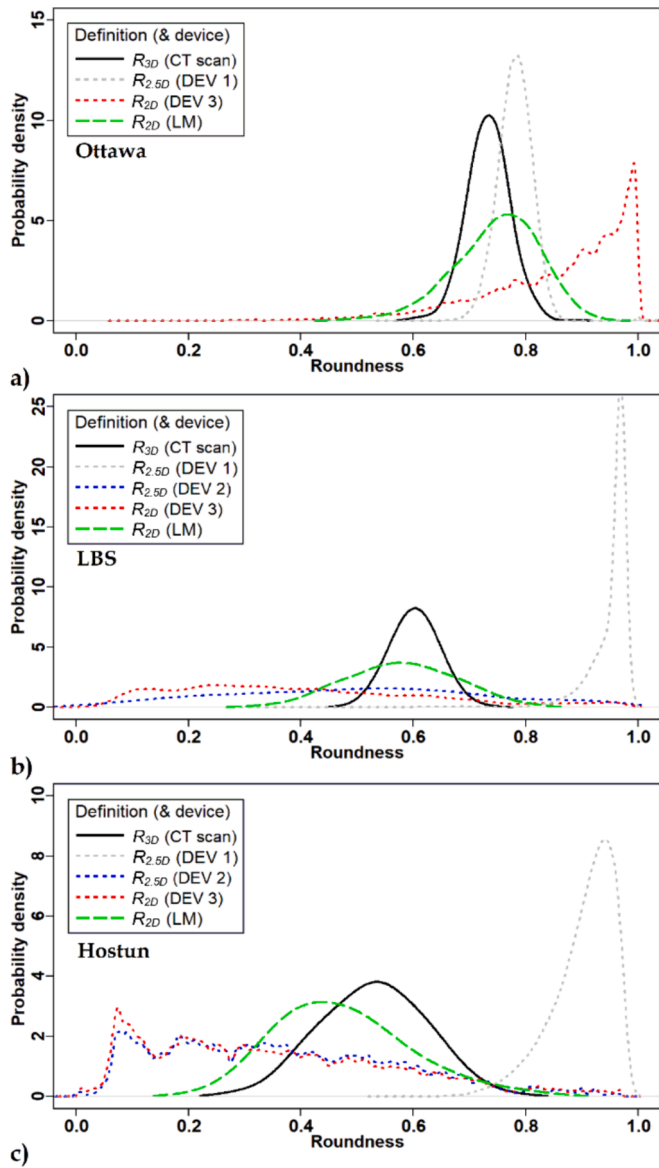 15
10
5
0
Probability density
Definition (& device)
R3D (CT scan)
R2.5D (DEV 1)
R2D (DEV 3)
R2D (LM)
Ottawa
0.0 0.2 0.4 0.6 0.8 1.0
Roundness
a)
25
20
15
10
5
0
Probability density
Definition (& device)
R3D (CT scan)
R2.5D (DEV 1)
R2.5D (DEV 2)
R2D (DEV 3)
R2D (LM)
LBS
0.0 0.2 0.4 0.6 0.8 1.0
Roundness
b)
10
8
6
4
2
0
Probability density
Definition (& device)
R3D (CT scan)
R2.5D (DEV 1)
R2.5D (DEV 2)
R2D (DEV 3)
R2D (LM)
Hostun
0.0 0.2 0.4 0.6 0.8 1.0
Roundness
c)